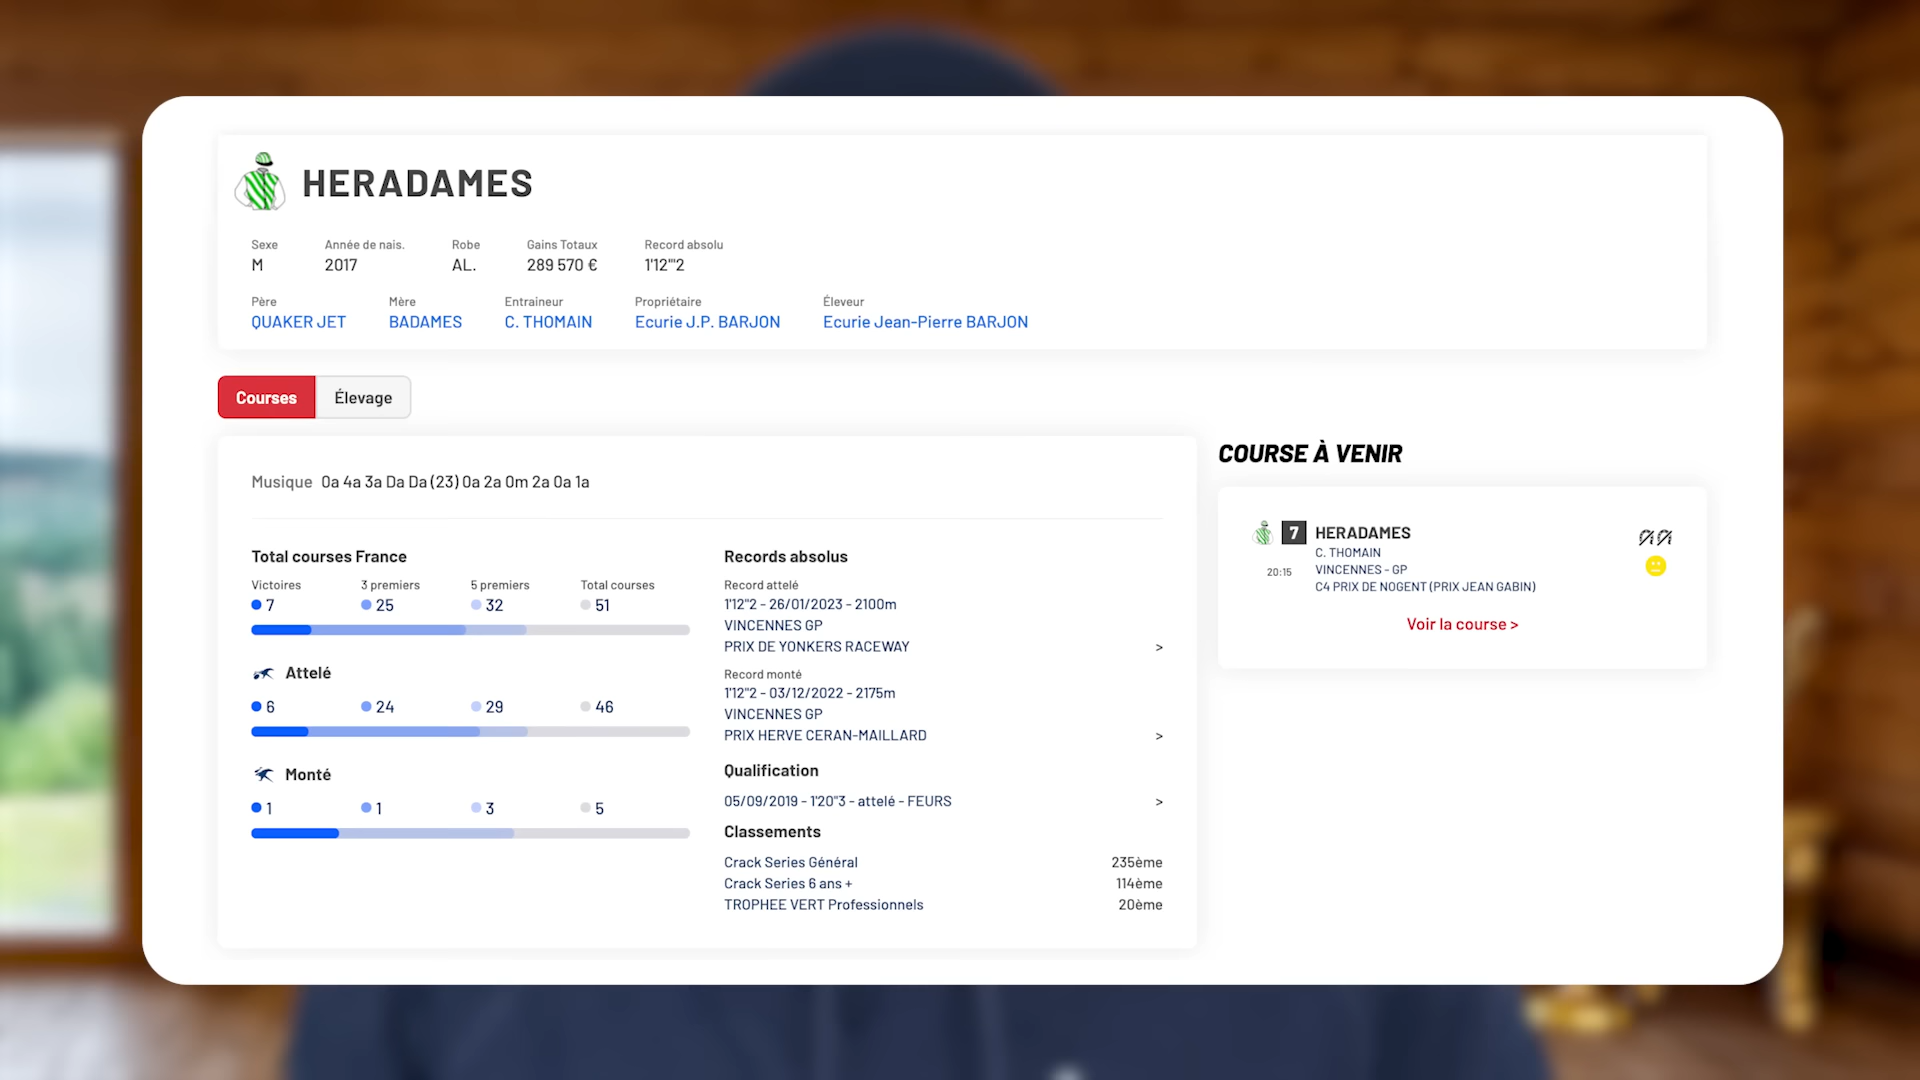 HERADAMES
Sexe Année de nais. Robe Gains Totaux Record absolu
M 2017 AL. 289 570 € 1'12'"2
Père Mère Entraineur Propriétaire Éleveur
QUAKER JET BADAMES C. THOMAIN Ecurie J.P. BARJON Ecurie Jean-Pierre BARJON
Courses Élevage
Musique 0a 4a 3a Da Da (23) 0a 2a 0m 2a 0a 1a
Total courses France
Victoires 3 premiers 5 premiers Total courses
7 25 32 51
Attelé
6 24 29 46
Monté
1 1 3 5
Records absolus
Record attelé
1'12"2 - 26/01/2023 - 2100m
VINCENNES GP
PRIX DE YONKERS RACEWAY >
Record monté
1'12"2 - 03/12/2022 - 2175m
VINCENNES GP
PRIX HERVE CERAN-MAILLARD >
Qualification
05/09/2019 - 1'20"3 - attelé - FEURS >
Classements
Crack Series Général 235ème
Crack Series 6 ans + 114ème
TROPHEE VERT Professionnels 20ème
COURSE À VENIR
7 HERADAMES
C. THOMAIN
20:15 VINCENNES - GP
C4 PRIX DE NOGENT (PRIX JEAN GABIN)
Voir la course >